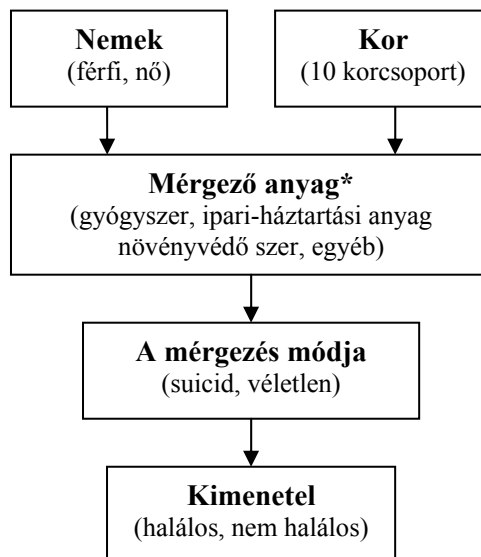 Nemek
(férfi, nő)
Kor
(10 korcsoport)
Mérgező anyag*
(gyógyszer, ipari-háztartási anyag
növényvédő szer, egyéb)
A mérgezés módja
(suicid, véletlen)
Kimenetel
(halálos, nem halálos)